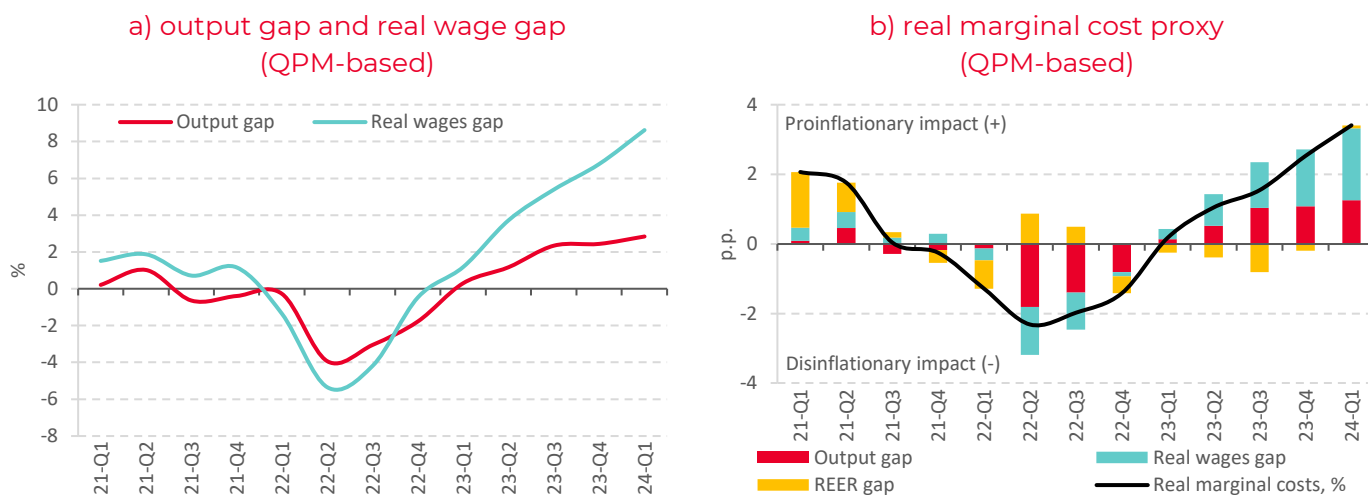 a) output gap and real wage gap
(QPM-based)
10
8
6
4
2
0
-2
-4
-6
-8
%
Output gap
Real wages gap
21-Q1
21-Q2
21-Q3
21-Q4
22-Q1
22-Q2
22-Q3
22-Q4
23-Q1
23-Q2
23-Q3
23-Q4
24-Q1
b) real marginal cost proxy
(QPM-based)
4
2
0
-2
-4
p.p.
Proinflationary impact (+)
Disinflationary impact (-)
21-Q1
21-Q2
21-Q3
21-Q4
22-Q1
22-Q2
22-Q3
22-Q4
23-Q1
23-Q2
23-Q3
23-Q4
24-Q1
Output gap
Real wages gap
REER gap
Real marginal costs, %